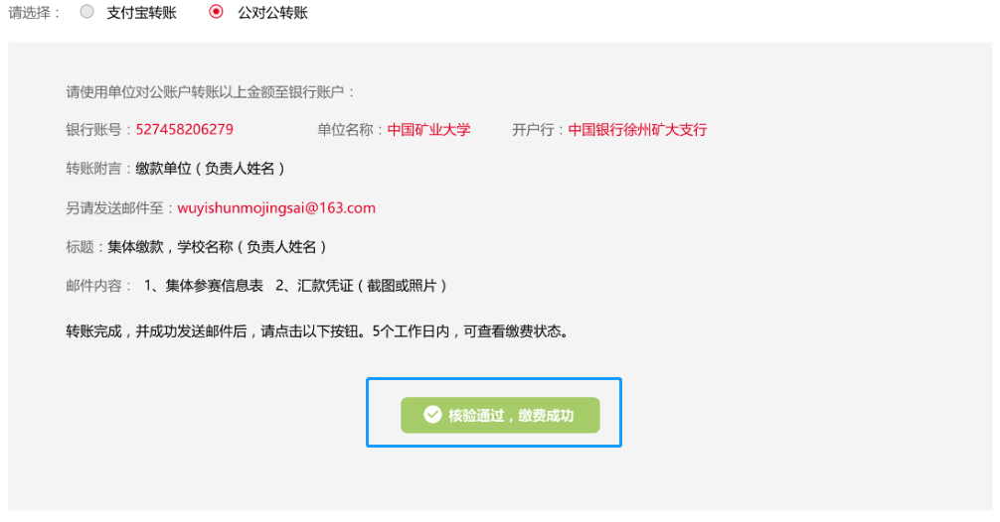 请选择： 支付宝转账 公对公转账
请使用单位对公账户转账以上金额至银行账户：
银行账号：527458206279 单位名称：中国矿业大学 开户行：中国银行徐州矿大支行
转账附言：缴款单位（负责人姓名）
另请发送邮件至：wuyishunmojingsai@163.com
标题：集体缴款，学校名称（负责人姓名）
邮件内容： 1、集体参赛信息表 2、汇款凭证（截图或照片）
转账完成，并成功发送邮件后，请点击以下按钮。5个工作日内，可查看缴费状态。
核验通过，缴费成功